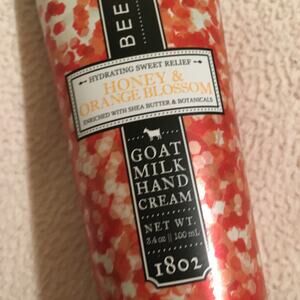 BEE
HYDRATING SWEET RELIEF
HONEY &
ORANGE BLOSSOM
ENRICHED WITH SHEA BUTTER & BOTANICALS
GOAT
MILK
HAND
CREAM
NET WT.
3.4 oz || 100 mL
1802